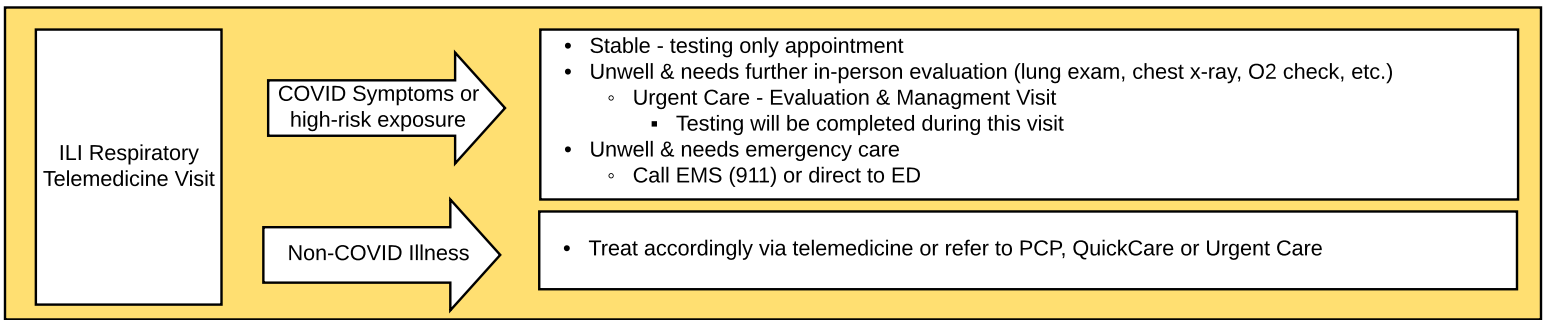 ILI Respiratory
Telemedicine Visit
COVID Symptoms or
high-risk exposure
• Stable - testing only appointment
• Unwell & needs further in-person evaluation (lung exam, chest x-ray, O2 check, etc.)
◦ Urgent Care - Evaluation & Managment Visit
▪ Testing will be completed during this visit
• Unwell & needs emergency care
◦ Call EMS (911) or direct to ED
Non-COVID Illness
• Treat accordingly via telemedicine or refer to PCP, QuickCare or Urgent Care